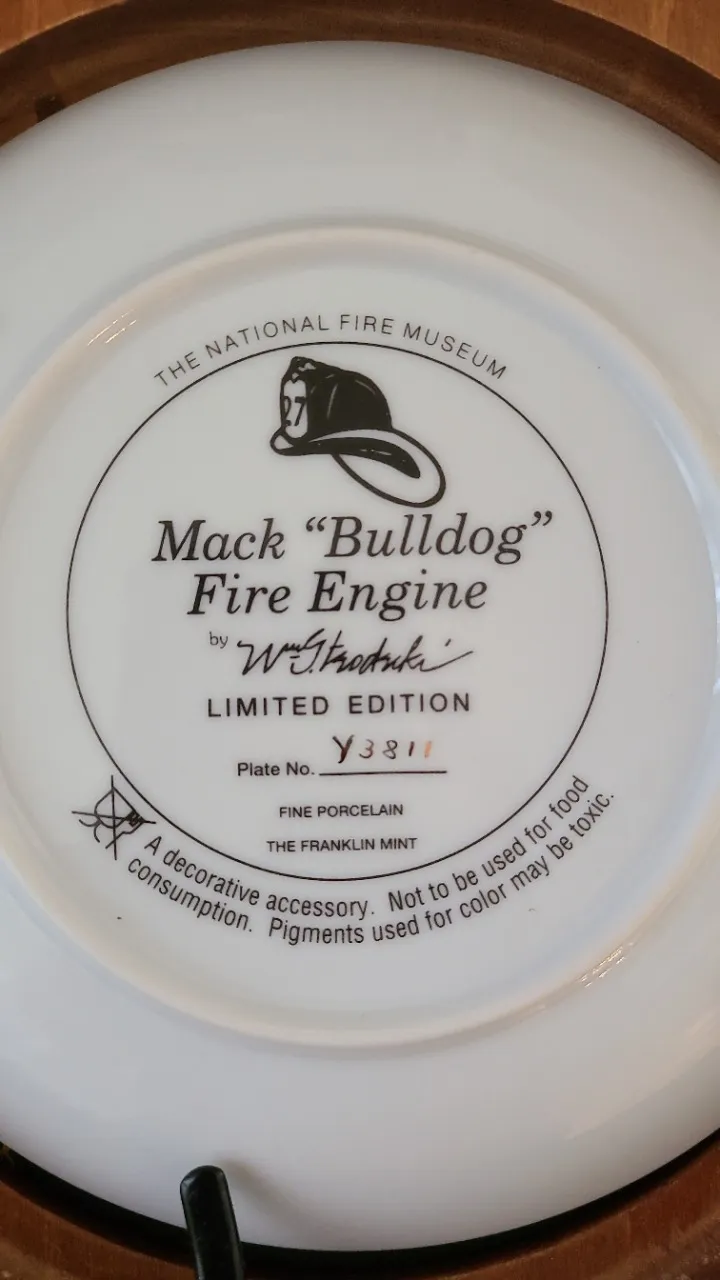 THE NATIONAL FIRE MUSEUM
27
Mack “Bulldog”
Fire Engine
by
LIMITED EDITION
Plate No. Y3811
FINE PORCELAIN
THE FRANKLIN MINT
A decorative accessory. Not to be used for food
consumption. Pigments used for color may be toxic.